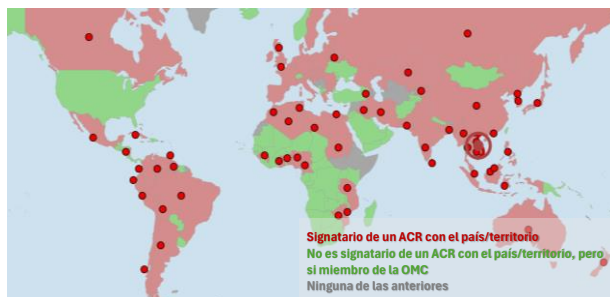 Signatario de un ACR con el país/territorio
No es signatario de un ACR con el país/territorio, pero
si miembro de la OMC
Ninguna de las anteriores